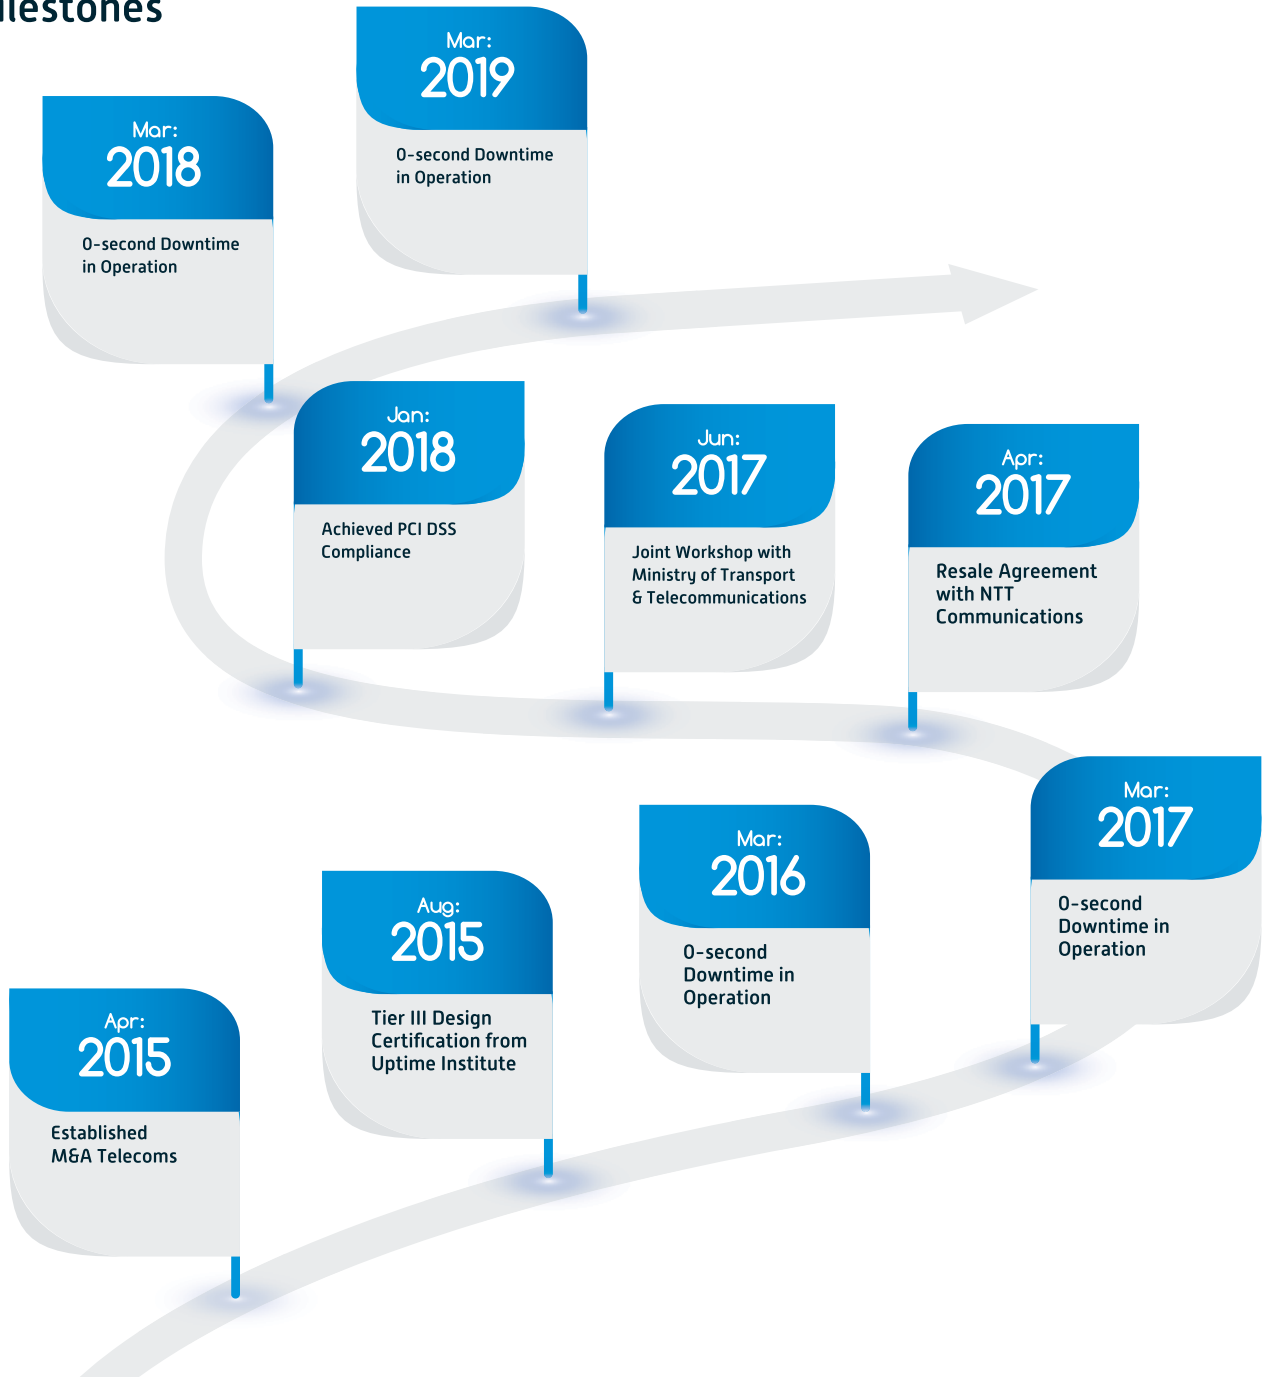 ilestones
Mar:
2019
0-second Downtime
in Operation
Mar:
2018
0-second Downtime
in Operation
Jan:
2018
Achieved PCI DSS
Compliance
Jun:
2017
Joint Workshop with
Ministry of Transport
& Telecommunications
Apr:
2017
Resale Agreement
with NTT
Communications
Mar:
2017
0-second
Downtime in
Operation
Mar:
2016
0-second
Downtime in
Operation
Aug:
2015
Tier III Design
Certification from
Uptime Institute
Apr:
2015
Established
M&A Telecoms